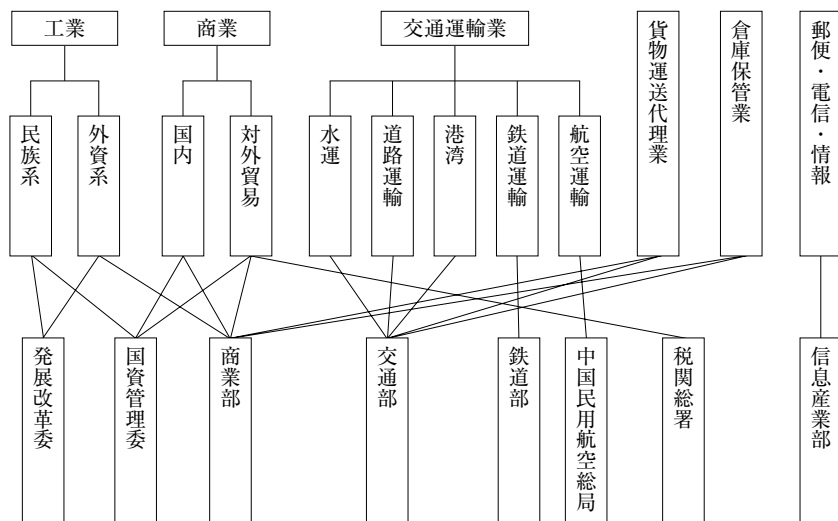 工業
商業
交通運輸業
貨物運送代理業
倉庫保管業
郵便・電信・情報
民族系
外資系
国内
対外貿易
水運
道路運輸
港湾
鉄道運輸
航空運輸
発展改革委
国資管理委
商業部
交通部
鉄道部
中国民用航空総局
税関総署
信息産業部